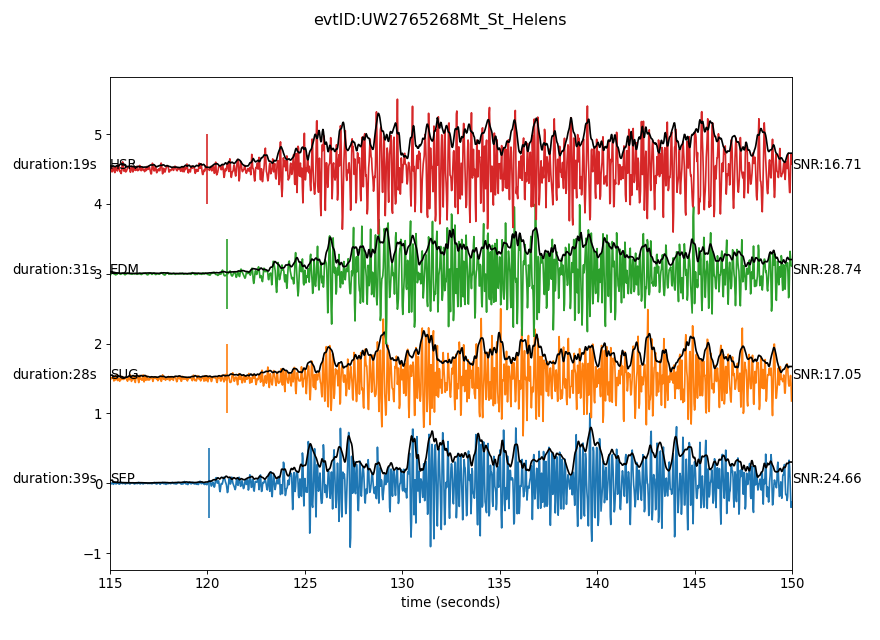 evtID:UW2765268Mt_St_Helens
5
duration:19s HSR SNR:16.71
4
duration:31s 3 EDM SNR:28.74
2
duration:28s SUG SNR:17.05
1
duration:39s 0 SEP SNR:24.66
−1
115 120 125 130 135 140 145 150
time (seconds)